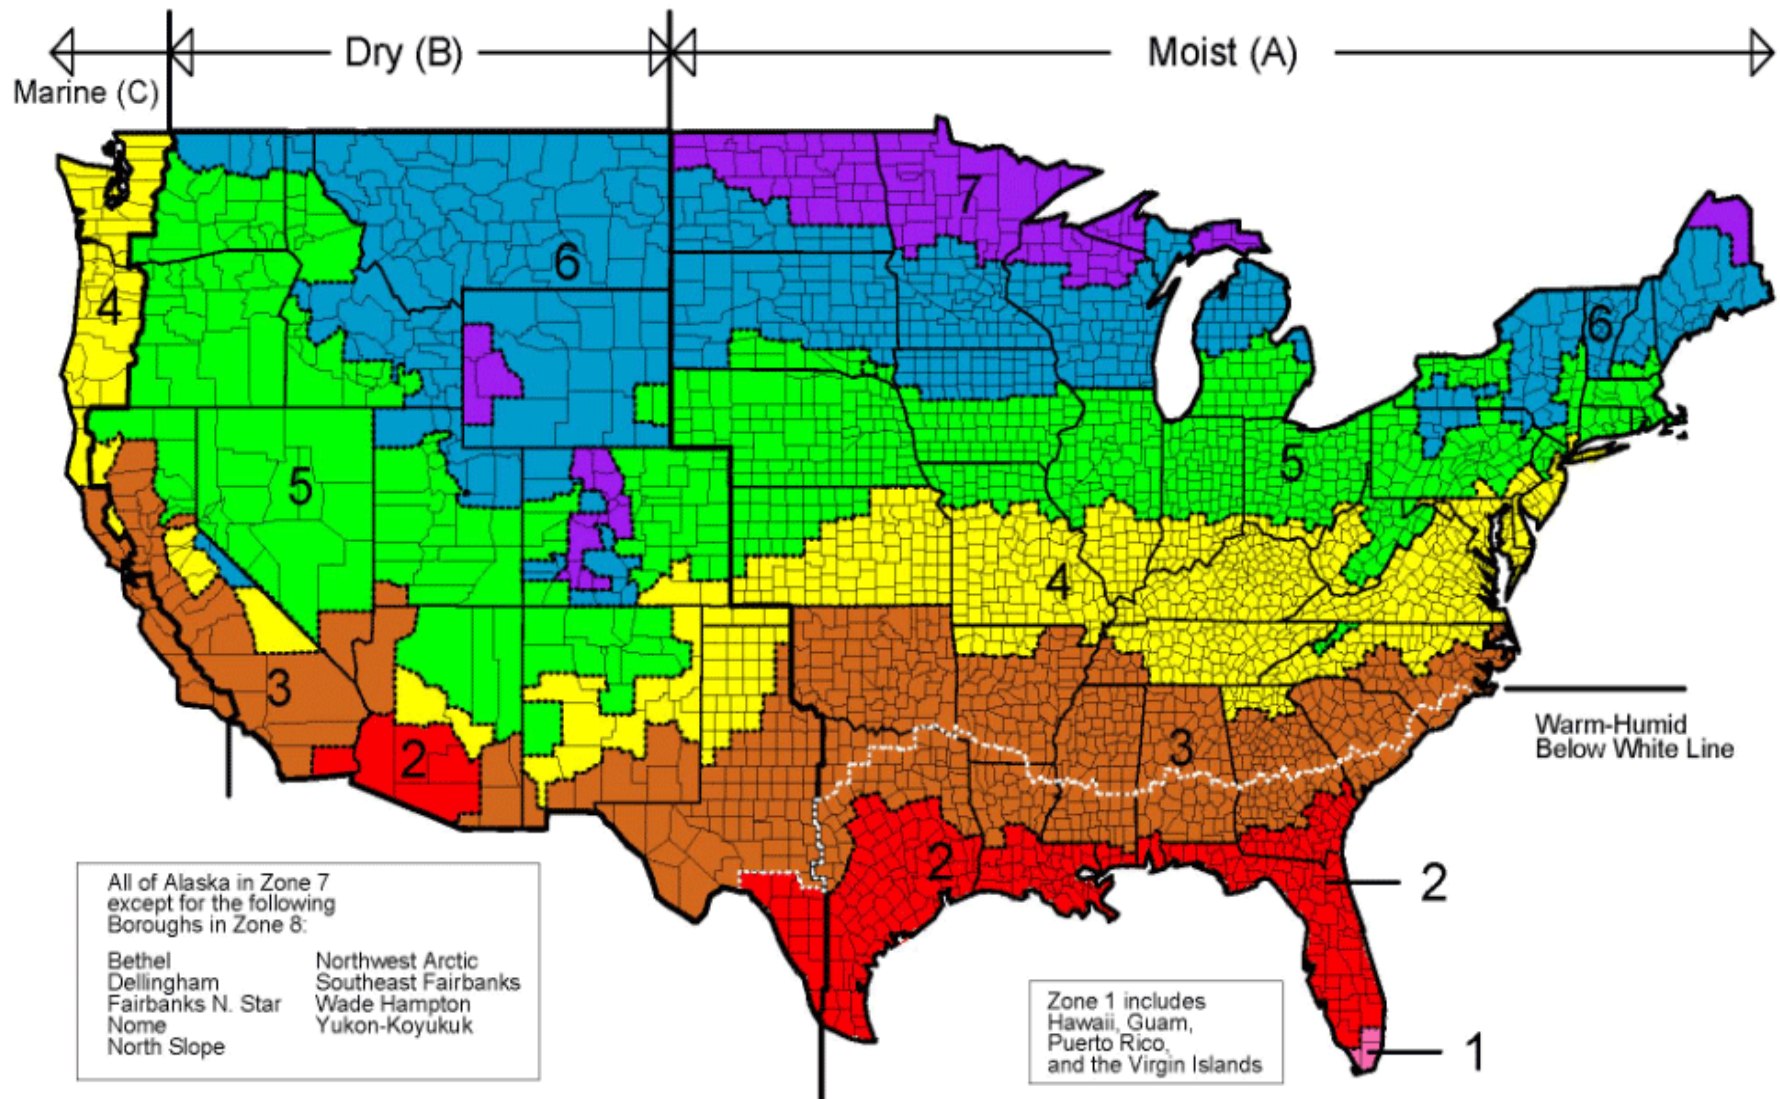 Dry (B)
Moist (A)
Marine (C)
7
6
4
6
5
5
4
3
3
2
Warm-Humid
Below White Line
2
2
1
All of Alaska in Zone 7
except for the following
Boroughs in Zone 8:
Bethel
Dellingham
Fairbanks N. Star
Nome
North Slope
Northwest Arctic
Southeast Fairbanks
Wade Hampton
Yukon-Koyukuk
Zone 1 includes
Hawaii, Guam,
Puerto Rico,
and the Virgin Islands